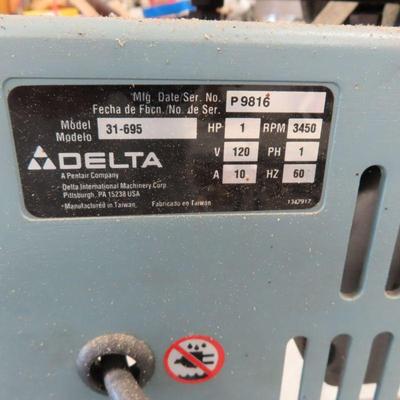 Mfg. Date/Ser. No. P 9816
Fecha de Fbcn./No. de Ser.
Model 31-695 HP 1 RPM 3450
Modelo
DELTA V 120 PH 1
A Pentair Company A 10 HZ 60
Delta International Machinery Corp.
Pittsburgh, PA 15238 USA
Manufactured in Taiwan. Fabricado en Taiwán 1347917